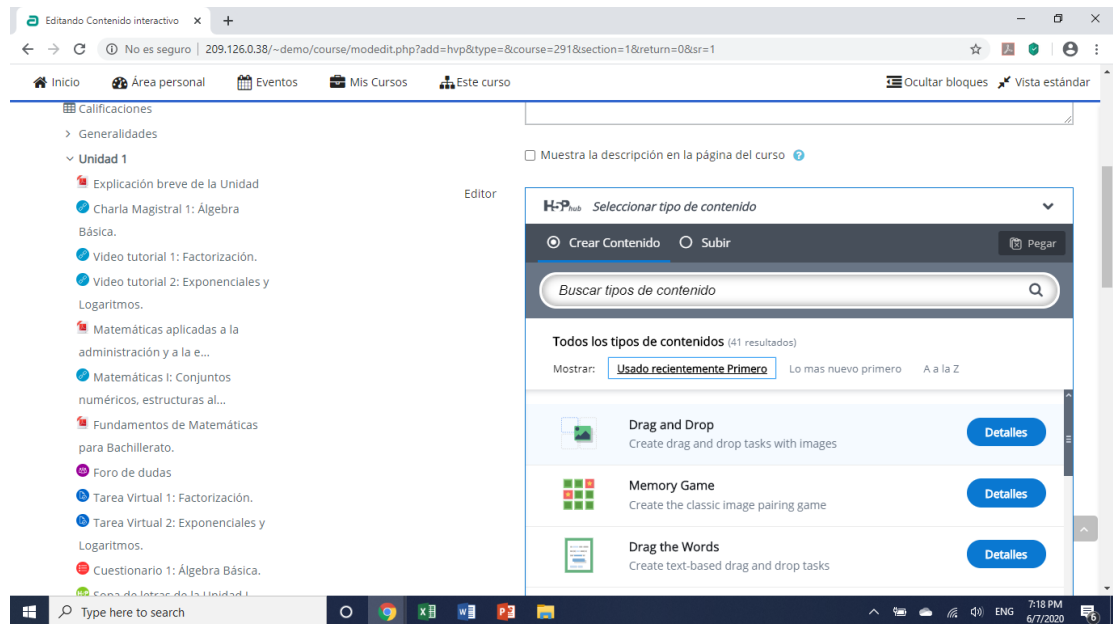 Editando Contenido interactivo
No es seguro | 209.126.0.38/~demo/course/modedit.php?add=hvp&type=&course=291&section=1&return=0&sr=1
Inicio Área personal Eventos Mis Cursos Este curso Ocultar bloques Vista estándar
Calificaciones
Generalidades
Unidad 1
Explicación breve de la Unidad
Charla Magistral 1: Álgebra
Básica.
Video tutorial 1: Factorización.
Video tutorial 2: Exponenciales y
Logaritmos.
Matemáticas aplicadas a la
administración y a la e...
Matemáticas I: Conjuntos
numéricos, estructuras al...
Fundamentos de Matemáticas
para Bachillerato.
Foro de dudas
Tarea Virtual 1: Factorización.
Tarea Virtual 2: Exponenciales y
Logaritmos.
Cuestionario 1: Álgebra Básica.
Sopa de letras de la Unidad I
Muestra la descripción en la página del curso
Editor
H5Phub Seleccionar tipo de contenido
Crear Contenido Subir Pegar
Buscar tipos de contenido
Todos los tipos de contenidos (41 resultados)
Mostrar: Usado recientemente Primero Lo mas nuevo primero A a la Z
Drag and Drop
Create drag and drop tasks with images
Detalles
Memory Game
Create the classic image pairing game
Detalles
Drag the Words
Create text-based drag and drop tasks
Detalles
Type here to search
ENG
7:18 PM
6/7/2020
6